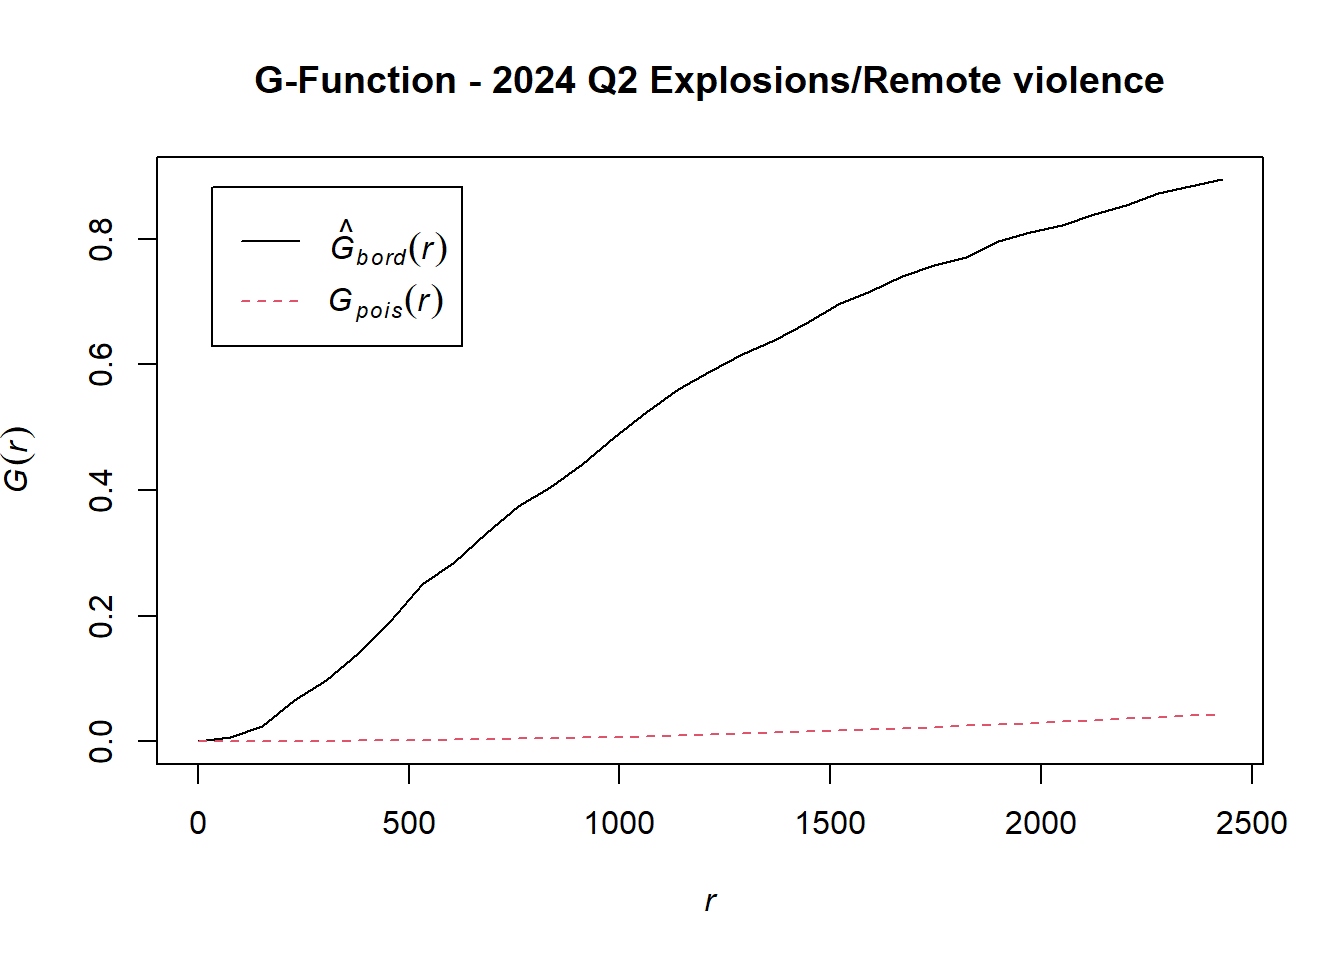 G-Function - 2024 Q2 Explosions/Remote violence
Ĝbord(r)
Gpois(r)
G(r)
0.8
0.6
0.4
0.2
0.0
0 500 1000 1500 2000 2500
r